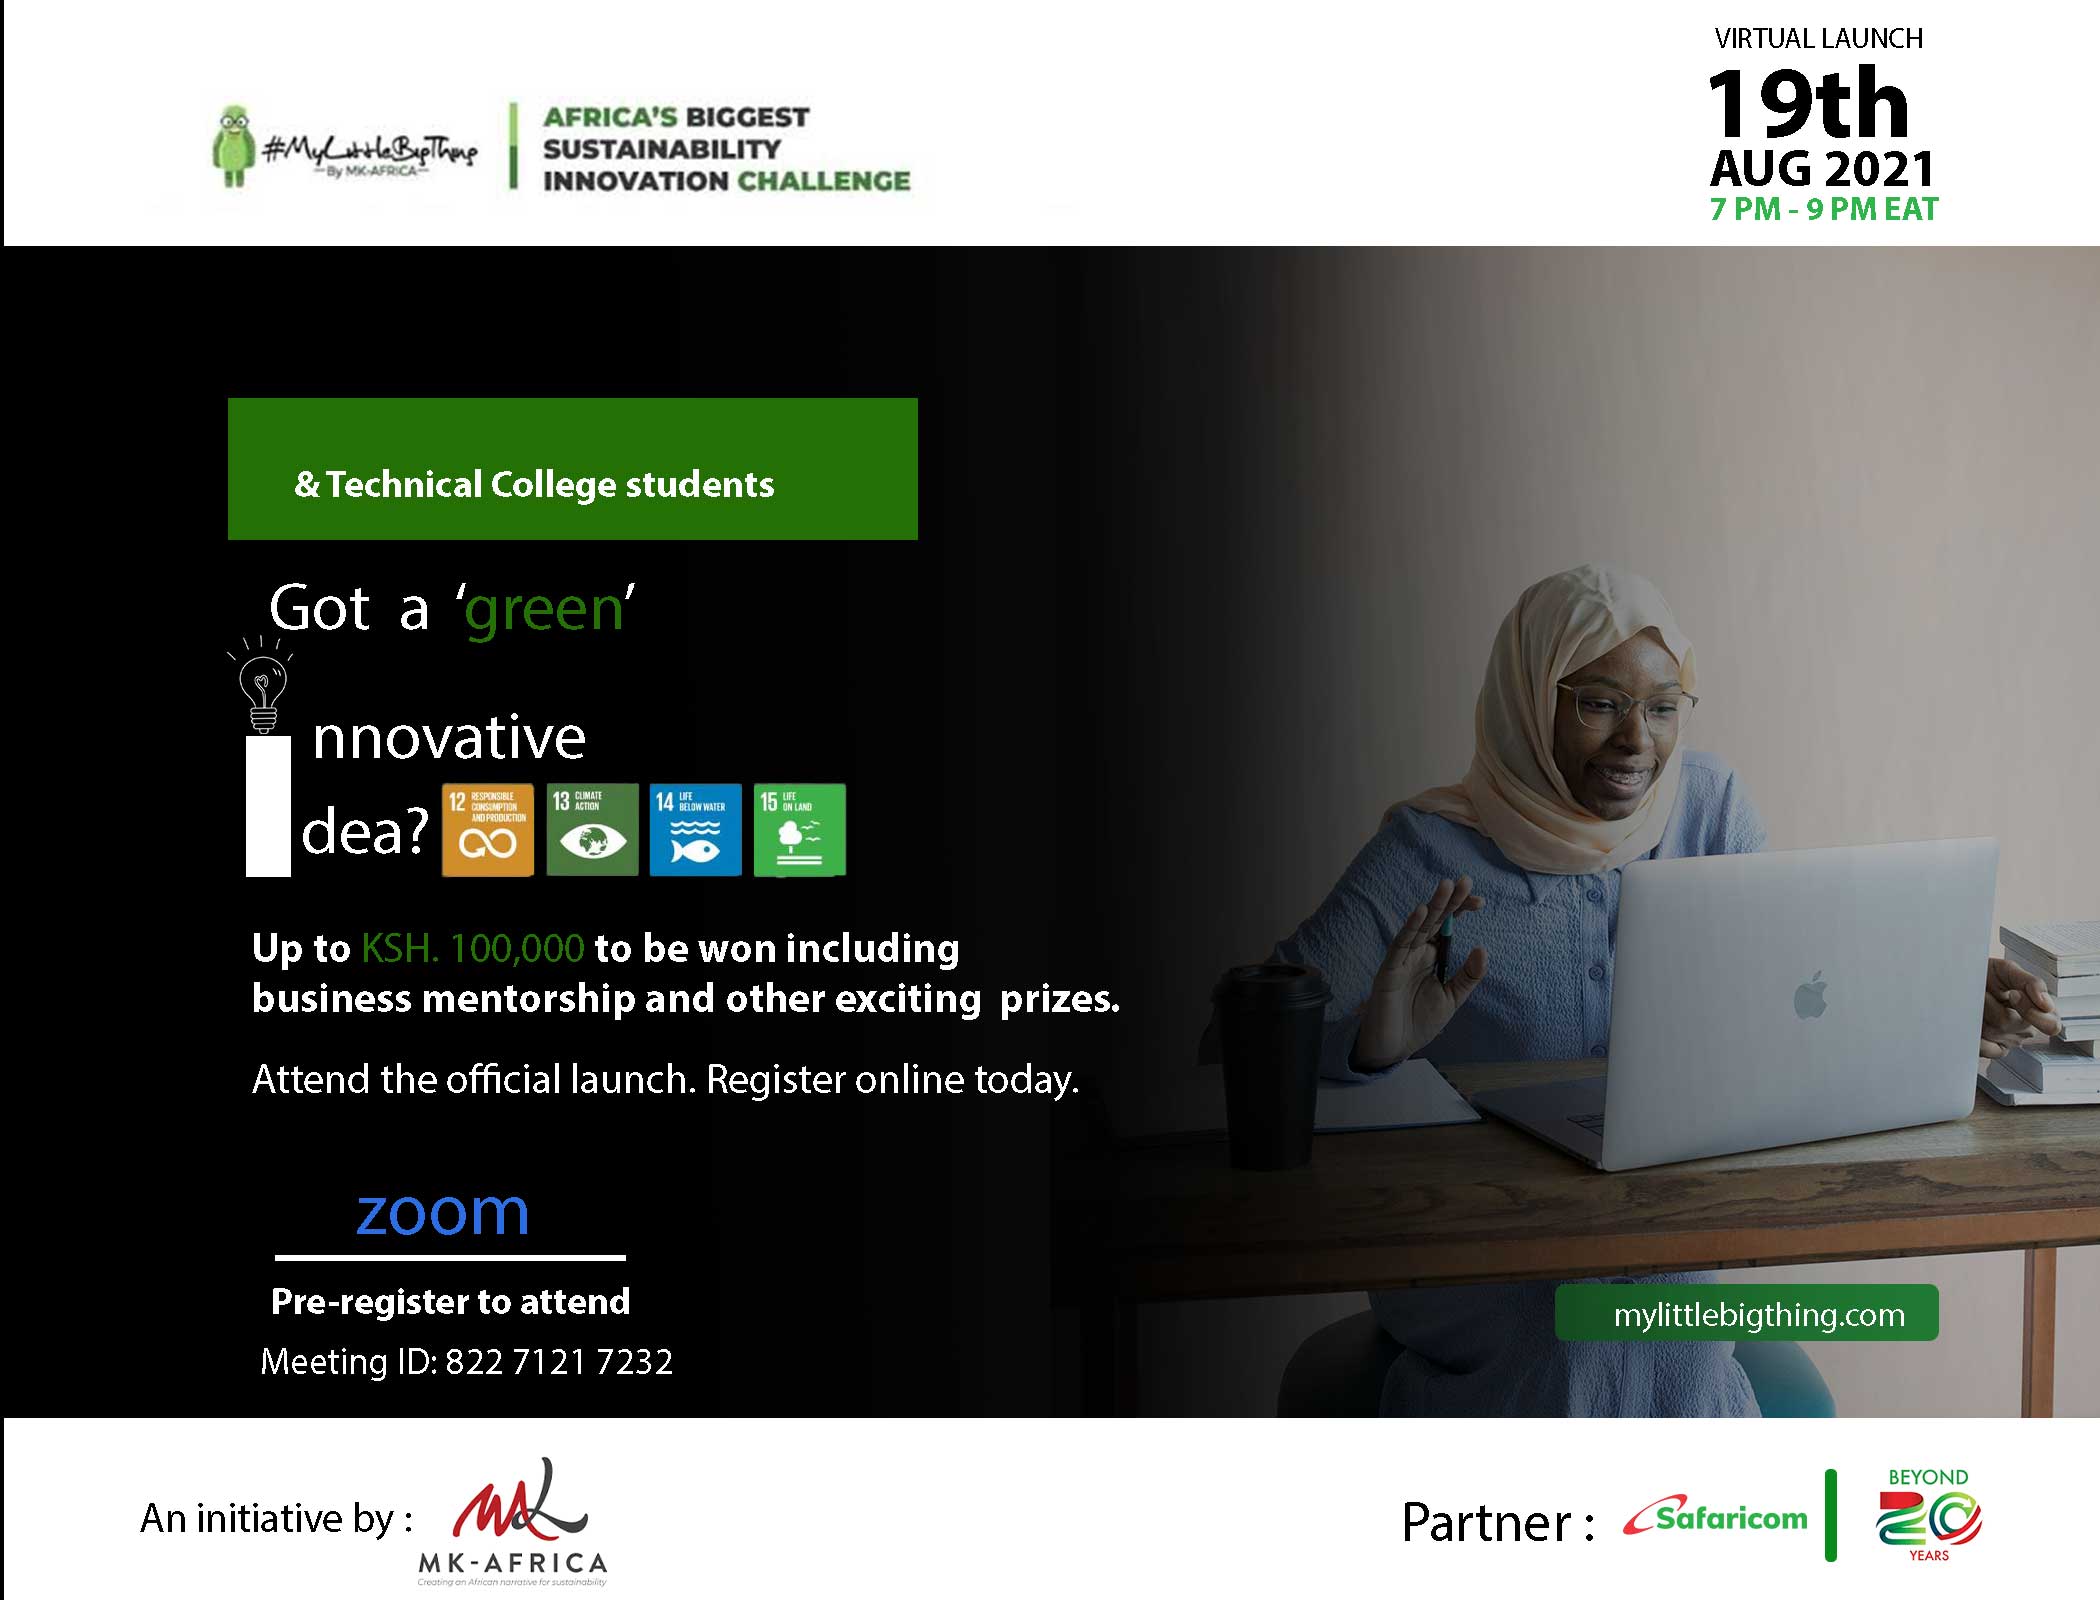 #MyLittleBigThing
By MK-AFRICA
AFRICA'S BIGGEST
SUSTAINABILITY
INNOVATION CHALLENGE
VIRTUAL LAUNCH
19th
AUG 2021
7 PM - 9 PM EAT
& Technical College students
Got a ‘green’
Innovative
Idea?
12 RESPONSIBLE
CONSUMPTION
AND PRODUCTION
13 CLIMATE
ACTION
14 LIFE
BELOW WATER
15 LIFE
ON LAND
Up to KSH. 100,000 to be won including
business mentorship and other exciting prizes.
Attend the official launch. Register online today.
zoom
Pre-register to attend
Meeting ID: 822 7121 7232
mylittlebigthing.com
An initiative by :
MK-AFRICA
Creating an African narrative for sustainability
Partner :
Safaricom
BEYOND
20
YEARS